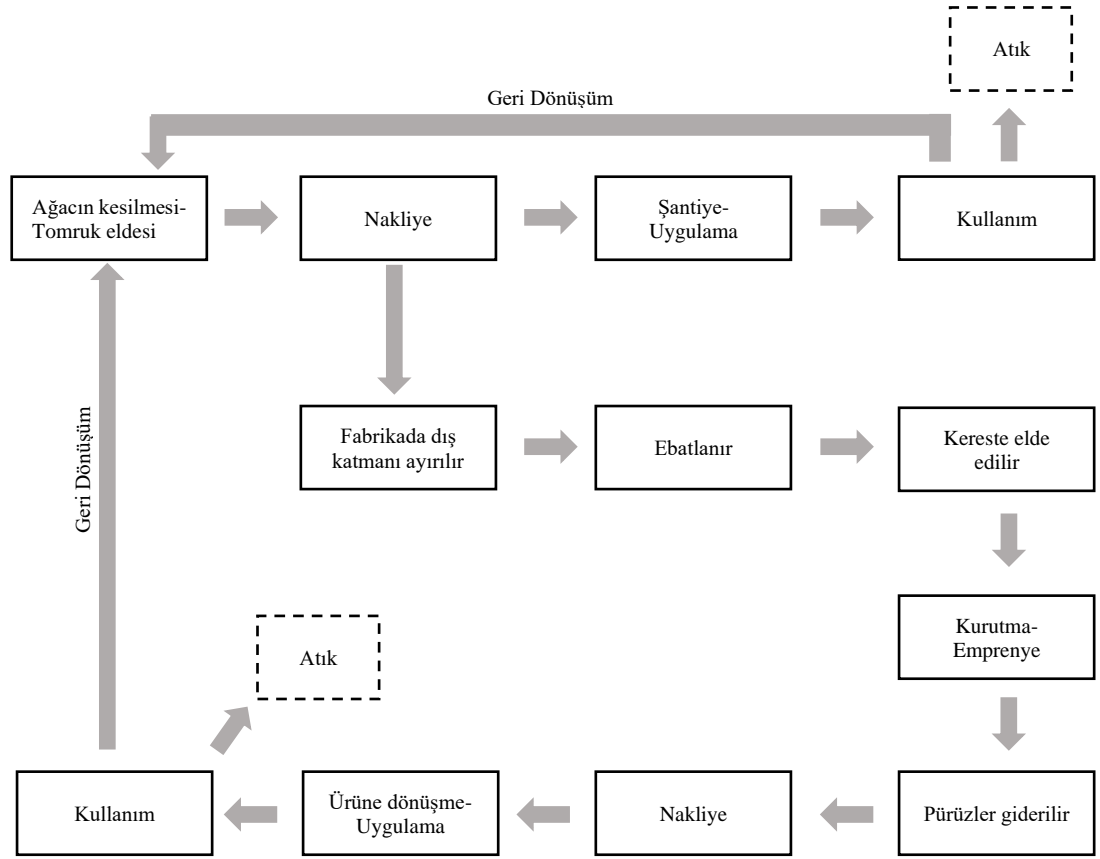 Atık
Geri Dönüşüm
Ağacın kesilmesi-
Tomruk eldesi
Nakliye
Şantiye-
Uygulama
Kullanım
Geri Dönüşüm
Fabrikada dış
katmanı ayırılır
Ebatlanır
Kereste elde
edilir
Kurutma-
Emprenye
Atık
Kullanım
Ürüne dönüşme-
Uygulama
Nakliye
Pürüzler giderilir